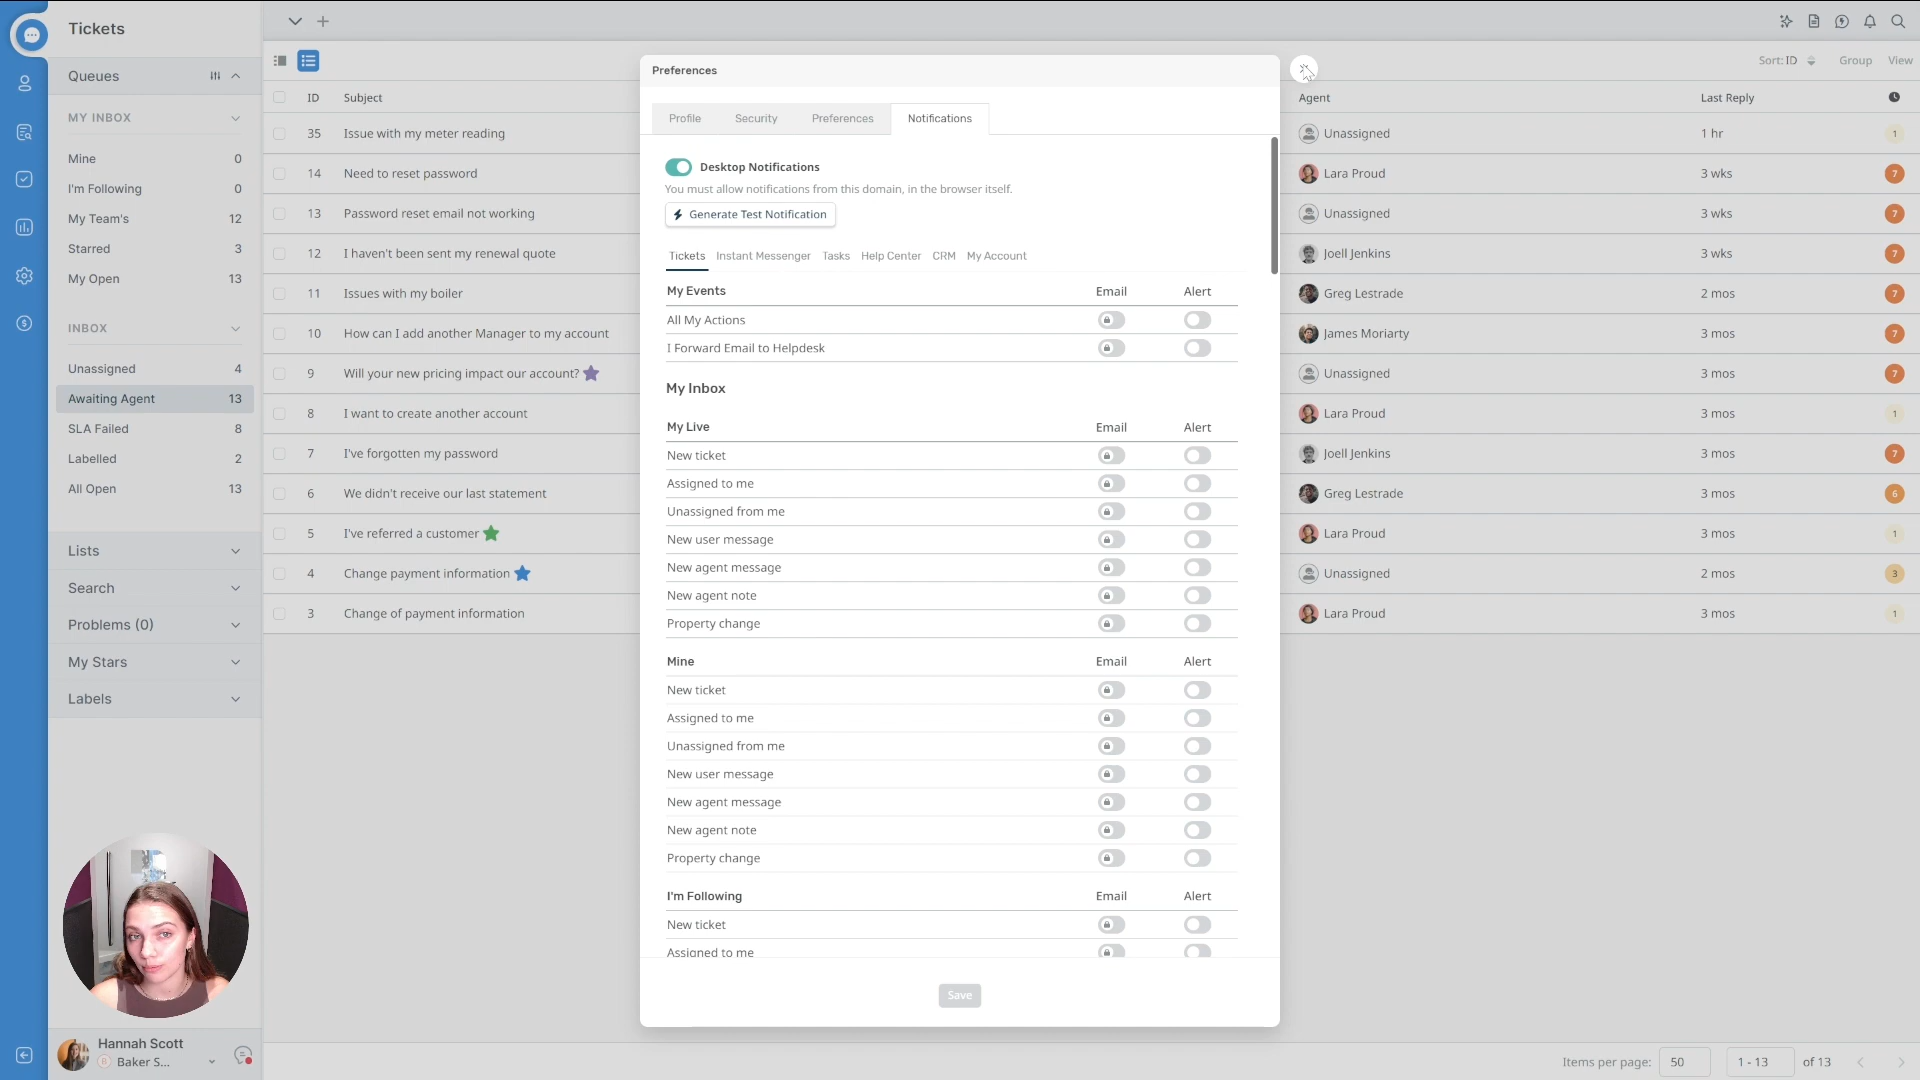 Tickets
Queues
MY INBOX
Mine 0
I'm Following 0
My Team's 12
Starred 3
My Open 13
INBOX
Unassigned 4
Awaiting Agent 13
SLA Failed 8
Labelled 2
All Open 13
Lists
Search
Problems (0)
My Stars
Labels
Hannah Scott
Baker S...
Sort: ID Group View
ID Subject Agent Last Reply
35 Issue with my meter reading Unassigned 1 hr 1
14 Need to reset password Lara Proud 3 wks 7
13 Password reset email not working Unassigned 3 wks 7
12 I haven't been sent my renewal quote Joell Jenkins 3 wks 7
11 Issues with my boiler Greg Lestrade 2 mos 7
10 How can I add another Manager to my account James Moriarty 3 mos 7
9 Will your new pricing impact our account? Unassigned 3 mos 7
8 I want to create another account Lara Proud 3 mos 1
7 I've forgotten my password Joell Jenkins 3 mos 7
6 We didn't receive our last statement Greg Lestrade 3 mos 6
5 I've referred a customer Lara Proud 3 mos 1
4 Change payment information Unassigned 2 mos 3
3 Change of payment information Lara Proud 3 mos 1
Preferences
Profile Security Preferences Notifications
Desktop Notifications
You must allow notifications from this domain, in the browser itself.
Generate Test Notification
Tickets Instant Messenger Tasks Help Center CRM My Account
My Events Email Alert
All My Actions
I Forward Email to Helpdesk
My Inbox
My Live Email Alert
New ticket
Assigned to me
Unassigned from me
New user message
New agent message
New agent note
Property change
Mine Email Alert
New ticket
Assigned to me
Unassigned from me
New user message
New agent message
New agent note
Property change
I'm Following Email Alert
New ticket
Assigned to me
Save
Items per page: 50 1 - 13 of 13